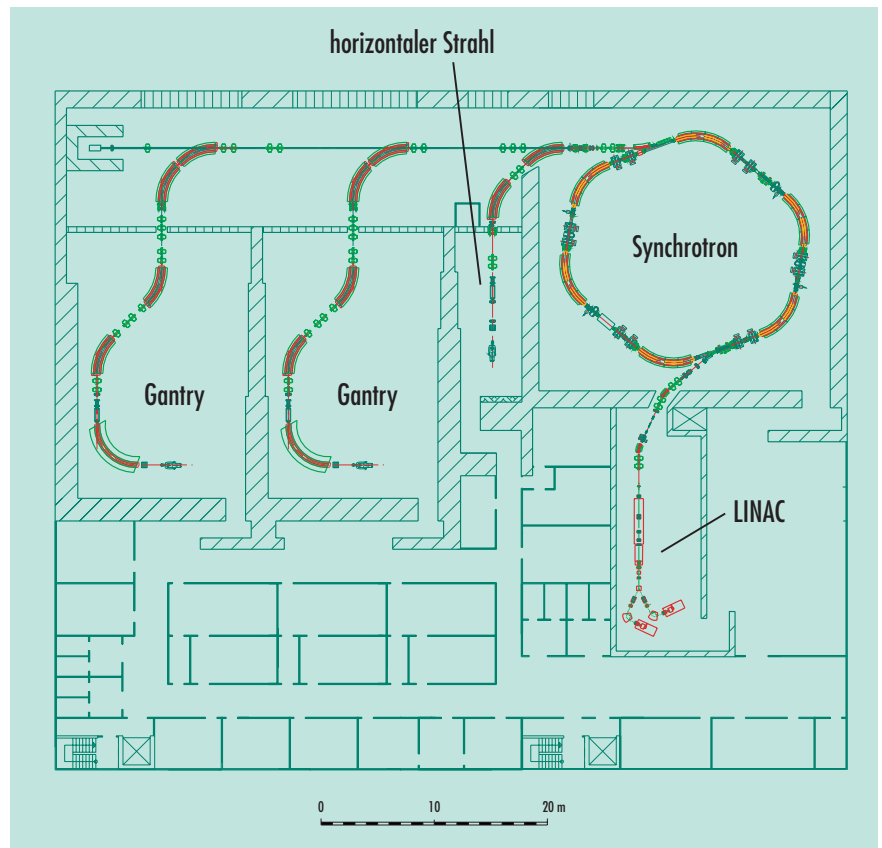 horizontaler Strahl
Synchrotron
Gantry
Gantry
LINAC
0 10 20 m